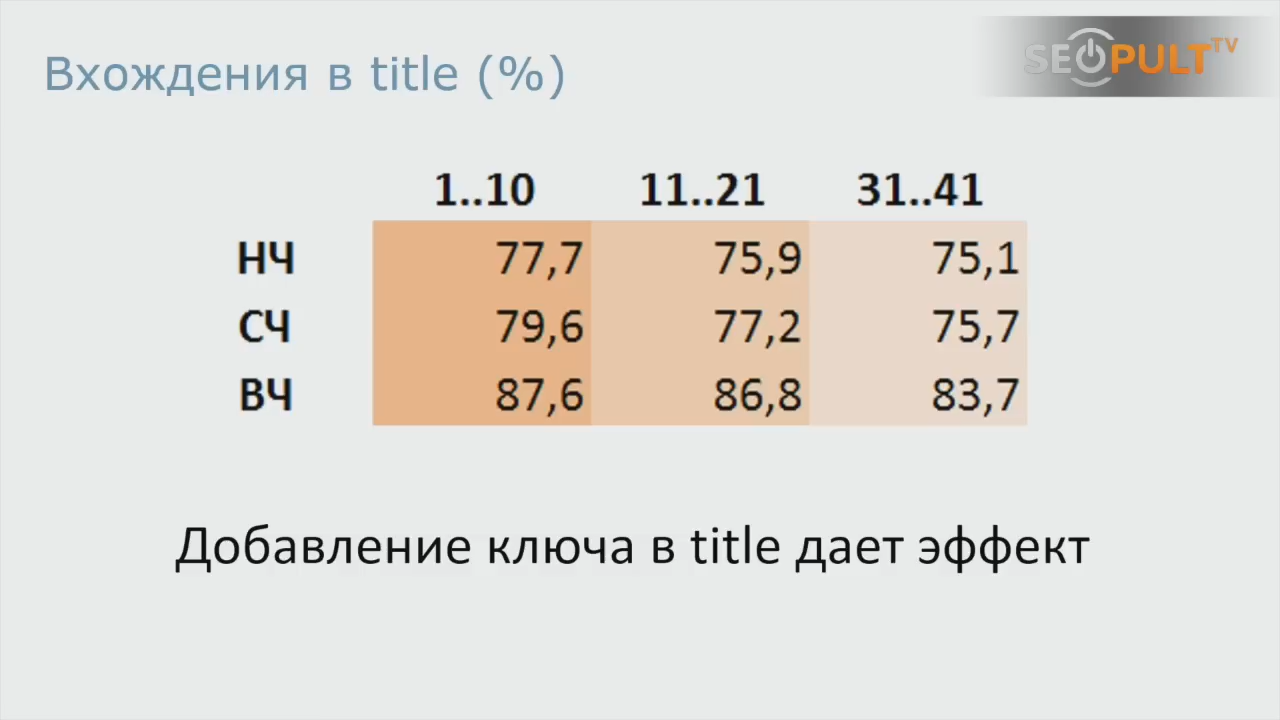 Вхождения в title (%)
SEOPULT TV
1..10 11..21 31..41
НЧ 77,7 75,9 75,1
СЧ 79,6 77,2 75,7
ВЧ 87,6 86,8 83,7
Добавление ключа в title дает эффект